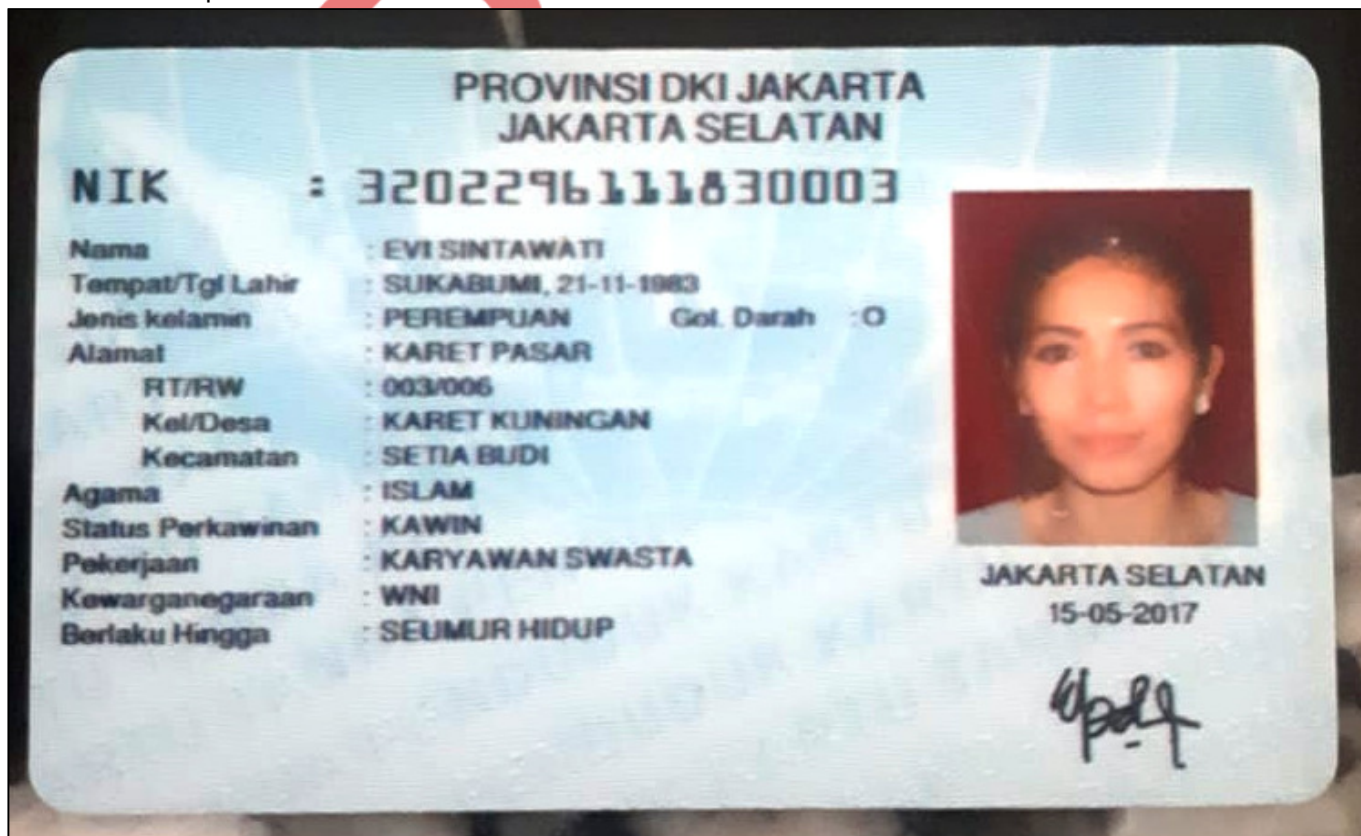 PROVINSI DKI JAKARTA
JAKARTA SELATAN
NIK : 3202296111830003
Nama : EVI SINTAWATI
Tempat/Tgl Lahir : SUKABUMI, 21-11-1983
Jenis kelamin : PEREMPUAN Gol. Darah : O
Alamat : KARET PASAR
RT/RW : 003/006
Kel/Desa : KARET KUNINGAN
Kecamatan : SETIA BUDI
Agama : ISLAM
Status Perkawinan : KAWIN
Pekerjaan : KARYAWAN SWASTA
Kewarganegaraan : WNI
Berlaku Hingga : SEUMUR HIDUP
JAKARTA SELATAN
15-05-2017